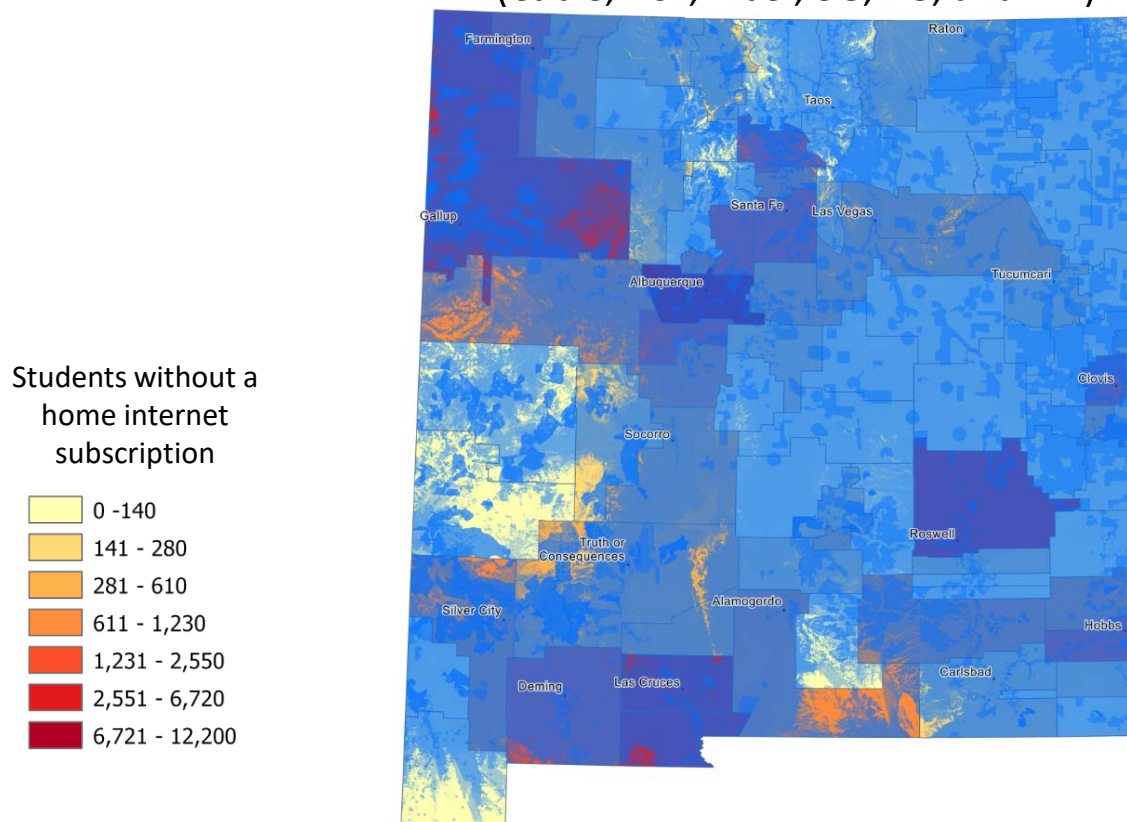 Farmington
Raton
Taos
Santa Fe
Las Vegas
Gallup
Tucumcari
Albuquerque
Students without a
home internet
subscription
Clovis
Socorro
0 -140
141 - 280
281 - 610
611 - 1,230
1,231 - 2,550
2,551 - 6,720
6,721 - 12,200
Roswell
Truth or
Consequences
Alamogordo
Silver City
Hobbs
Carlsbad
Deming
Las Cruces